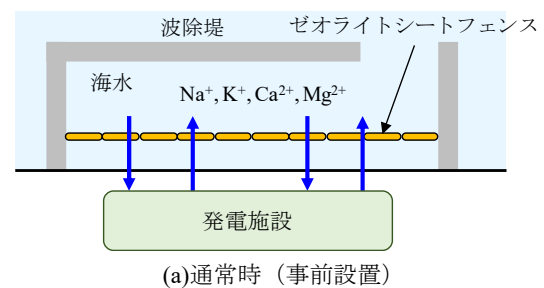 波除堤
ゼオライトシートフェンス
海水
Na⁺, K⁺, Ca²⁺, Mg²⁺
発電施設
(a)通常時（事前設置）